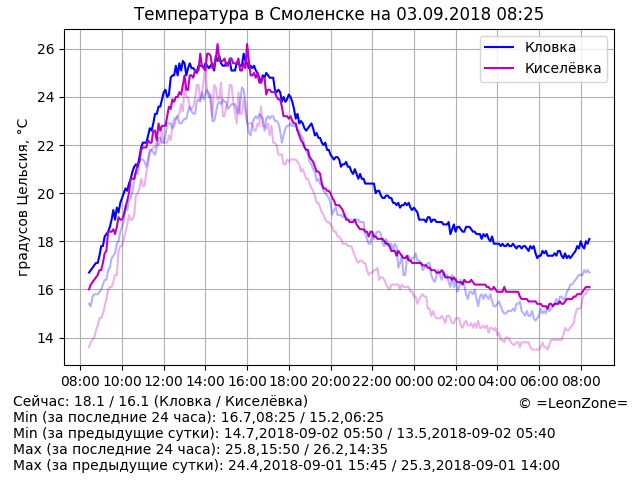 Температура в Смоленске на 03.09.2018 08:25
Кловка
Киселёвка
градусов Цельсия, °C
26
24
22
20
18
16
14
08:00 10:00 12:00 14:00 16:00 18:00 20:00 22:00 00:00 02:00 04:00 06:00 08:00
Сейчас: 18.1 / 16.1 (Кловка / Киселёвка)
© =LeonZone=
Min (за последние 24 часа): 16.7,08:25 / 15.2,06:25
Min (за предыдущие сутки): 14.7,2018-09-02 05:50 / 13.5,2018-09-02 05:40
Max (за последние 24 часа): 25.8,15:50 / 26.2,14:35
Max (за предыдущие сутки): 24.4,2018-09-01 15:45 / 25.3,2018-09-01 14:00